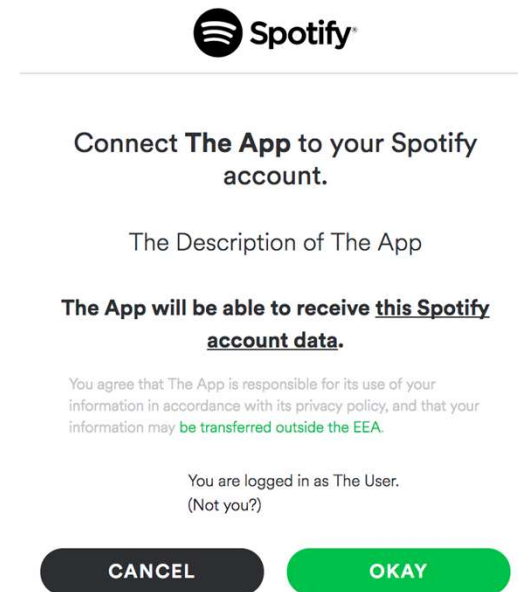 Spotify®
Connect The App to your Spotify
account.
The Description of The App
The App will be able to receive this Spotify
account data.
You agree that The App is responsible for its use of your
information in accordance with its privacy policy, and that your
information may be transferred outside the EEA.
You are logged in as The User.
(Not you?)
CANCEL
OKAY